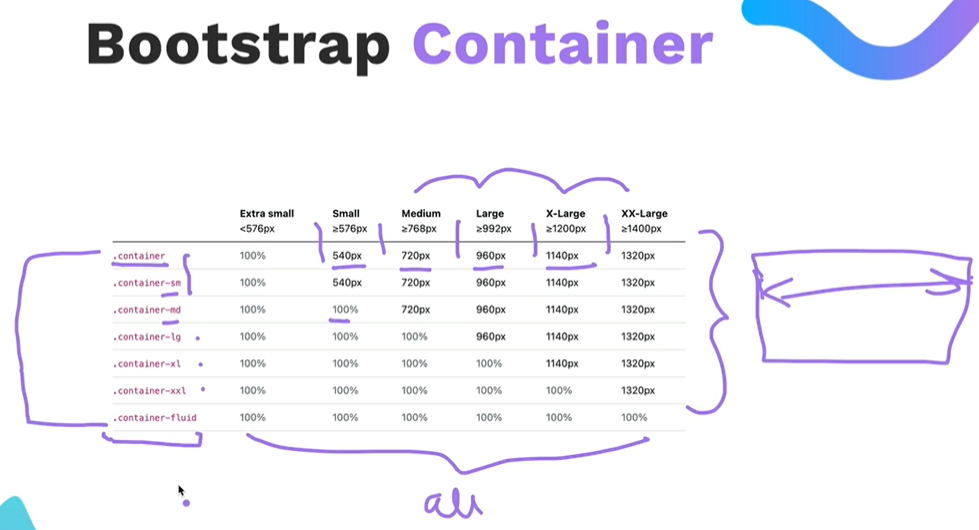 Bootstrap Container
Extra small Small Medium Large X-Large XX-Large
<576px ≥576px ≥768px ≥992px ≥1200px ≥1400px
.container 100% 540px 720px 960px 1140px 1320px
.container-sm 100% 540px 720px 960px 1140px 1320px
.container-md 100% 100% 720px 960px 1140px 1320px
.container-lg 100% 100% 100% 960px 1140px 1320px
.container-xl 100% 100% 100% 100% 1140px 1320px
.container-xxl 100% 100% 100% 100% 100% 1320px
.container-fluid 100% 100% 100% 100% 100% 100%
all